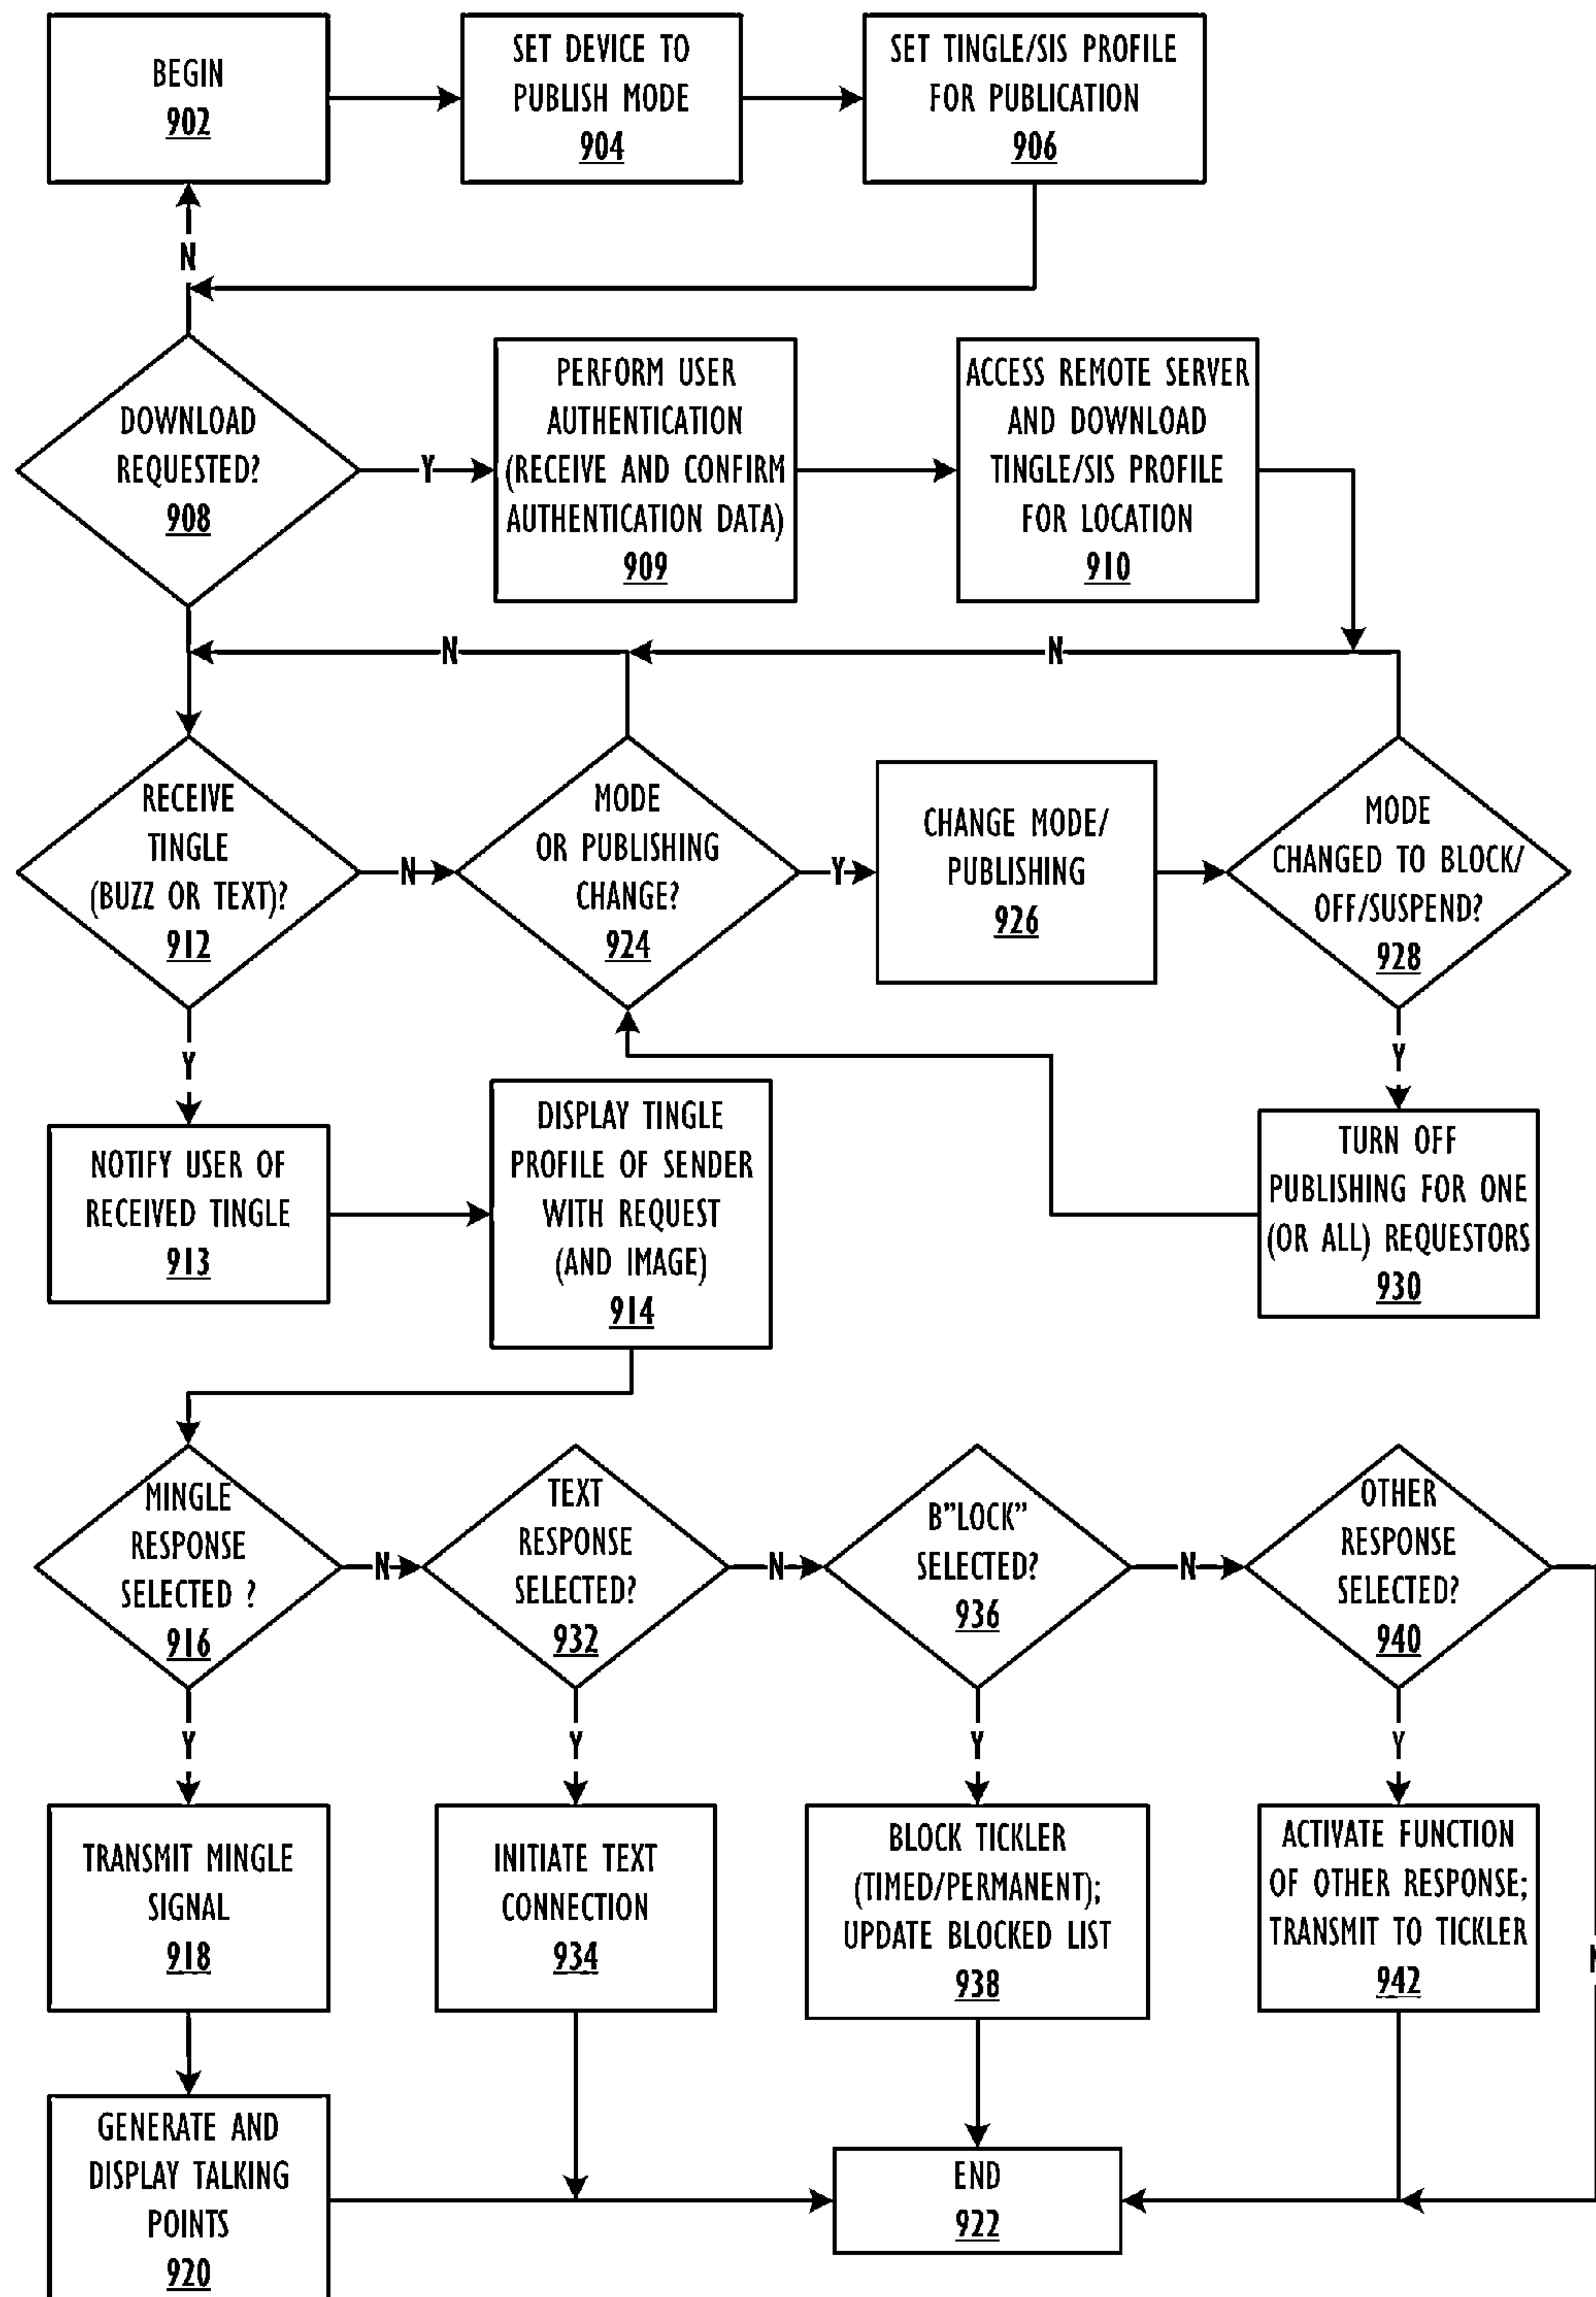 BEGIN
902
SET DEVICE TO
PUBLISH MODE
904
SET TINGLE/SIS PROFILE
FOR PUBLICATION
906
N
DOWNLOAD
REQUESTED?
908
Y
PERFORM USER
AUTHENTICATION
(RECEIVE AND CONFIRM
AUTHENTICATION DATA)
909
ACCESS REMOTE SERVER
AND DOWNLOAD
TINGLE/SIS PROFILE
FOR LOCATION
910
N
N
RECEIVE
TINGLE
(BUZZ OR TEXT)?
912
N
MODE
OR PUBLISHING
CHANGE?
924
Y
CHANGE MODE/
PUBLISHING
926
MODE
CHANGED TO BLOCK/
OFF/SUSPEND?
928
Y
Y
NOTIFY USER OF
RECEIVED TINGLE
913
DISPLAY TINGLE
PROFILE OF SENDER
WITH REQUEST
(AND IMAGE)
914
TURN OFF
PUBLISHING FOR ONE
(OR ALL) REQUESTORS
930
MINGLE
RESPONSE
SELECTED ?
916
N
TEXT
RESPONSE
SELECTED?
932
N
B"LOCK"
SELECTED?
936
N
OTHER
RESPONSE
SELECTED?
940
Y
Y
Y
Y
TRANSMIT MINGLE
SIGNAL
918
INITIATE TEXT
CONNECTION
934
BLOCK TICKLER
(TIMED/PERMANENT);
UPDATE BLOCKED LIST
938
ACTIVATE FUNCTION
OF OTHER RESPONSE;
TRANSMIT TO TICKLER
942
GENERATE AND
DISPLAY TALKING
POINTS
920
END
922